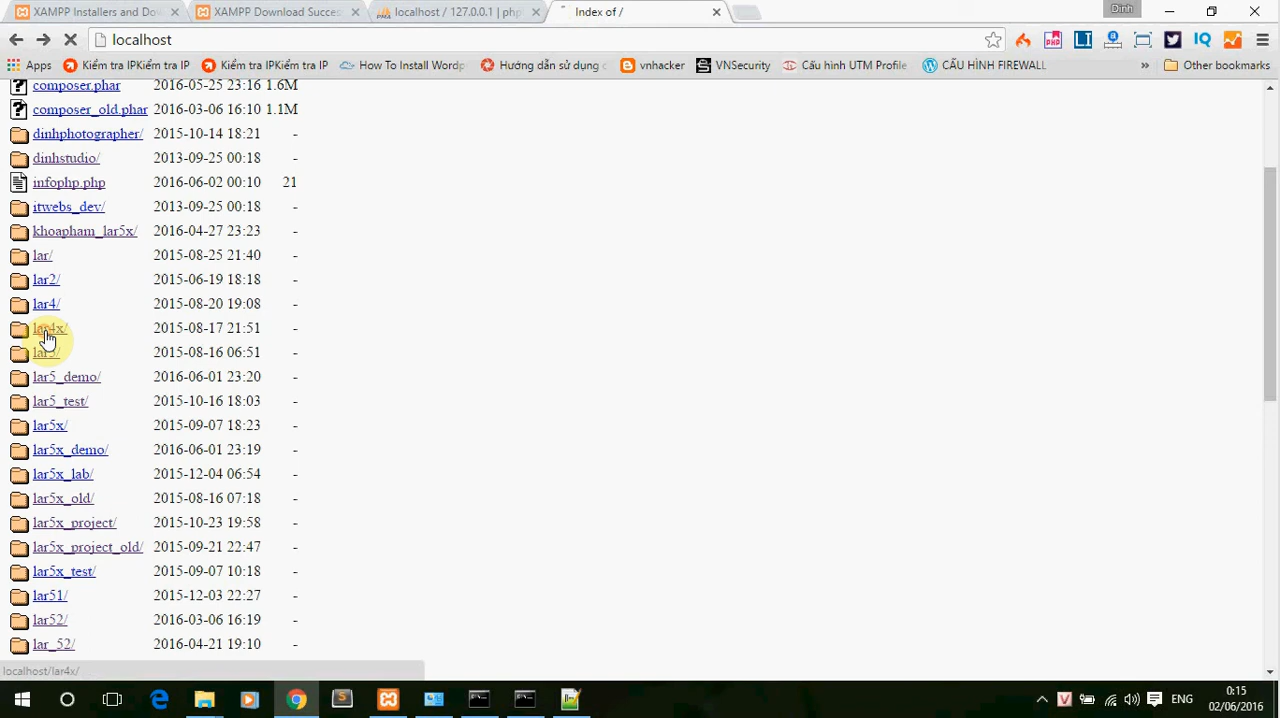 XAMPP Installers and Dow
XAMPP Download Succes
localhost / 127.0.0.1 | php
Index of /
Dinh
localhost
Apps
Kiểm tra IPKiểm tra IP
Kiểm tra IPKiểm tra IP
How To Install Wordp
Hướng dẫn sử dụng c
vnhacker
VNSecurity
Cấu hình UTM Profile
CẤU HÌNH FIREWALL
»
Other bookmarks
composer.phar 2016-05-25 23:16 1.6M
composer_old.phar 2016-03-06 16:10 1.1M
dinhphotographer/ 2015-10-14 18:21 -
dinhstudio/ 2013-09-25 00:18 -
infophp.php 2016-06-02 00:10 21
itwebs_dev/ 2013-09-25 00:18 -
khoapham_lar5x/ 2016-04-27 23:23 -
lar/ 2015-08-25 21:40 -
lar2/ 2015-06-19 18:18 -
lar4/ 2015-08-20 19:08 -
lar4x/ 2015-08-17 21:51 -
lar5/ 2015-08-16 06:51 -
lar5_demo/ 2016-06-01 23:20 -
lar5_test/ 2015-10-16 18:03 -
lar5x/ 2015-09-07 18:23 -
lar5x_demo/ 2016-06-01 23:19 -
lar5x_lab/ 2015-12-04 06:54 -
lar5x_old/ 2015-08-16 07:18 -
lar5x_project/ 2015-10-23 19:58 -
lar5x_project_old/ 2015-09-21 22:47 -
lar5x_test/ 2015-09-07 10:18 -
lar51/ 2015-12-03 22:27 -
lar52/ 2016-03-06 16:19 -
lar_52/ 2016-04-21 19:10 -
localhost/lar4x/
ENG
0:15
02/06/2016